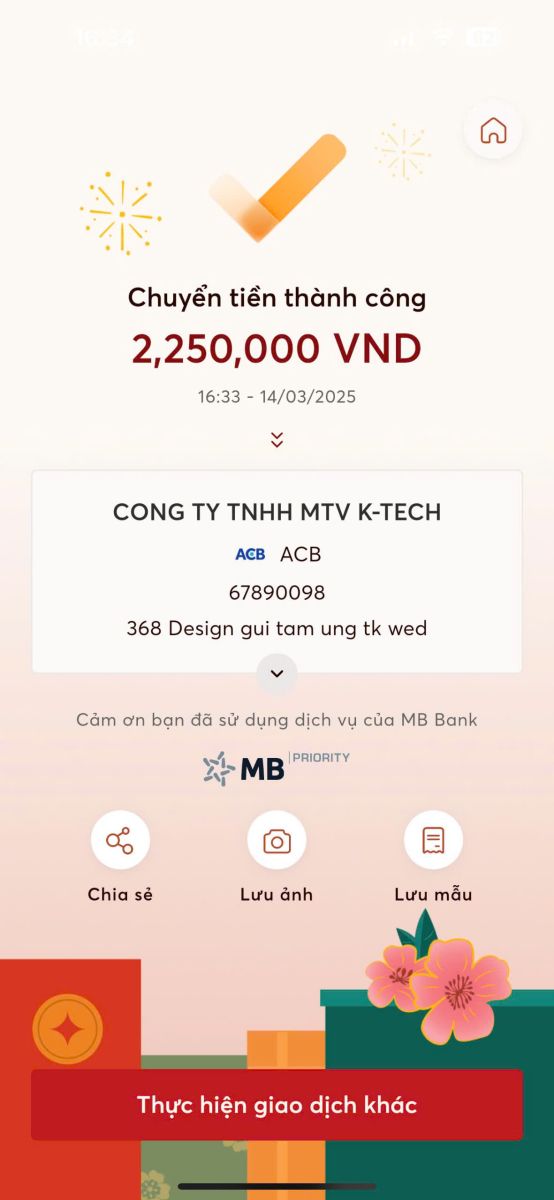 16:34
62
Chuyển tiền thành công
2,250,000 VND
16:33 - 14/03/2025
CONG TY TNHH MTV K-TECH
ACB ACB
67890098
368 Design gui tam ung tk wed
Cảm ơn bạn đã sử dụng dịch vụ của MB Bank
MB PRIORITY
Chia sẻ Lưu ảnh Lưu mẫu
Thực hiện giao dịch khác